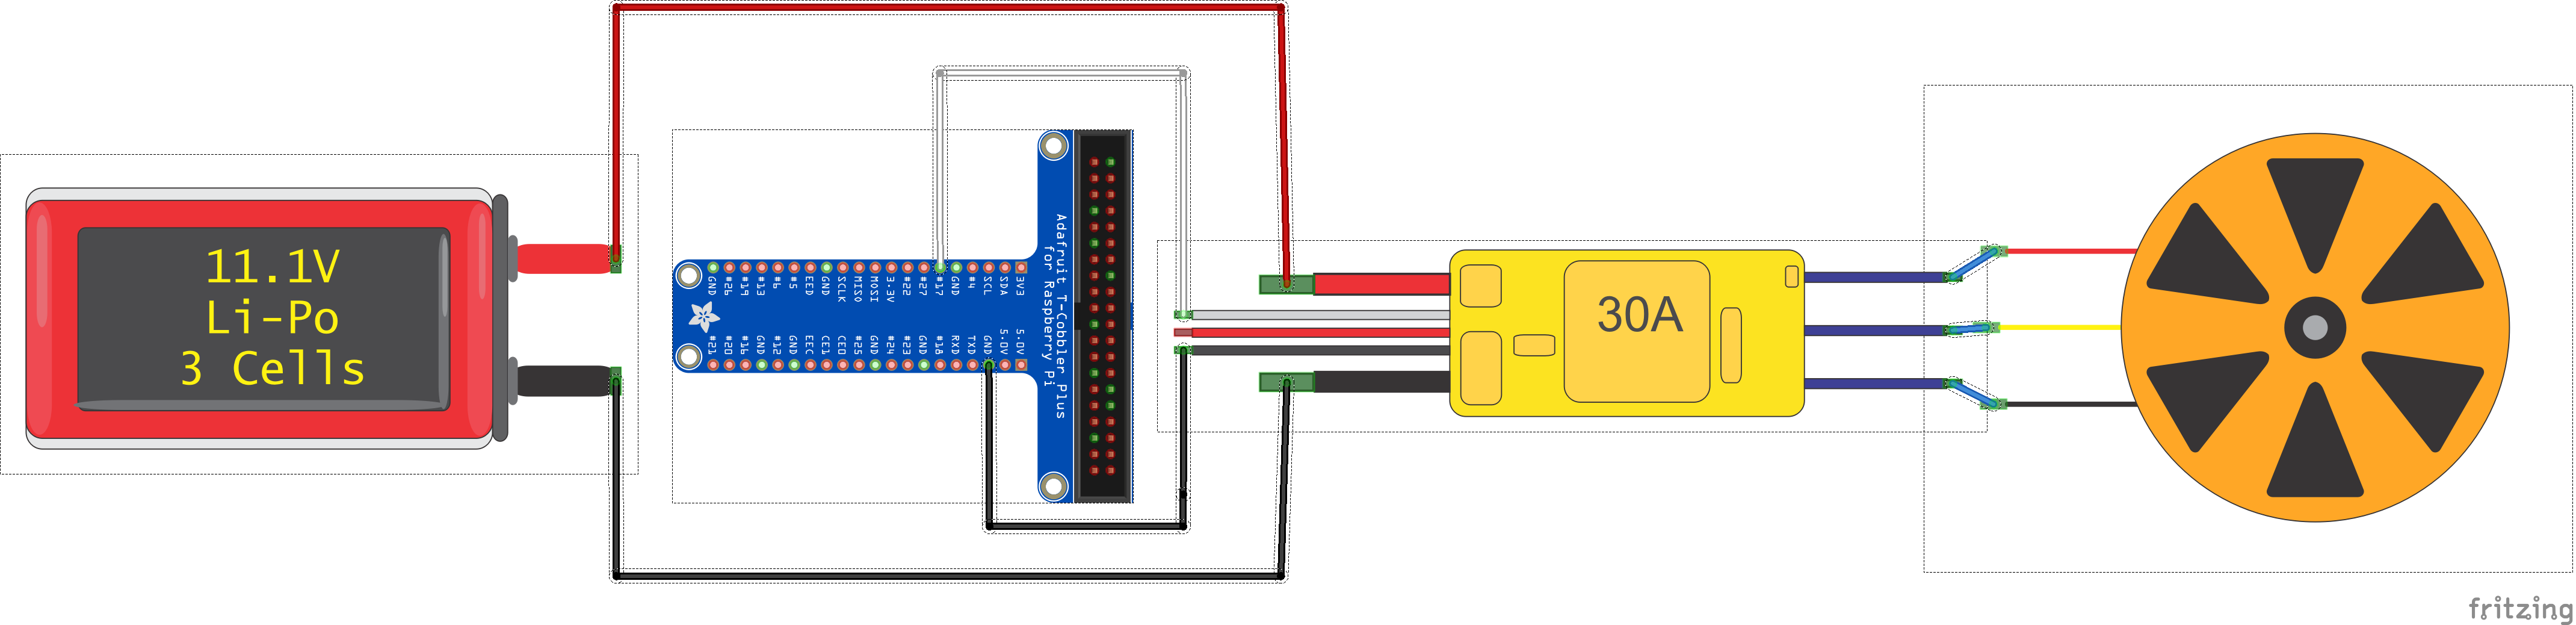 11.1V
Li-Po
3 Cells
GND
#26
#19
#13
#6
#5
EED
GND
SCLK
MISO
MOSI
3.3V
#22
#27
#17
GND
#4
SCL
SDA
3V3
#21
#20
#16
GND
#12
GND
EEC
CE1
CE0
#25
GND
#24
#23
GND
#18
RXD
TXD
GND
5.0V
5.0V
Adafruit T-Cobbler Plus
for Raspberry Pi
30A
fritzing